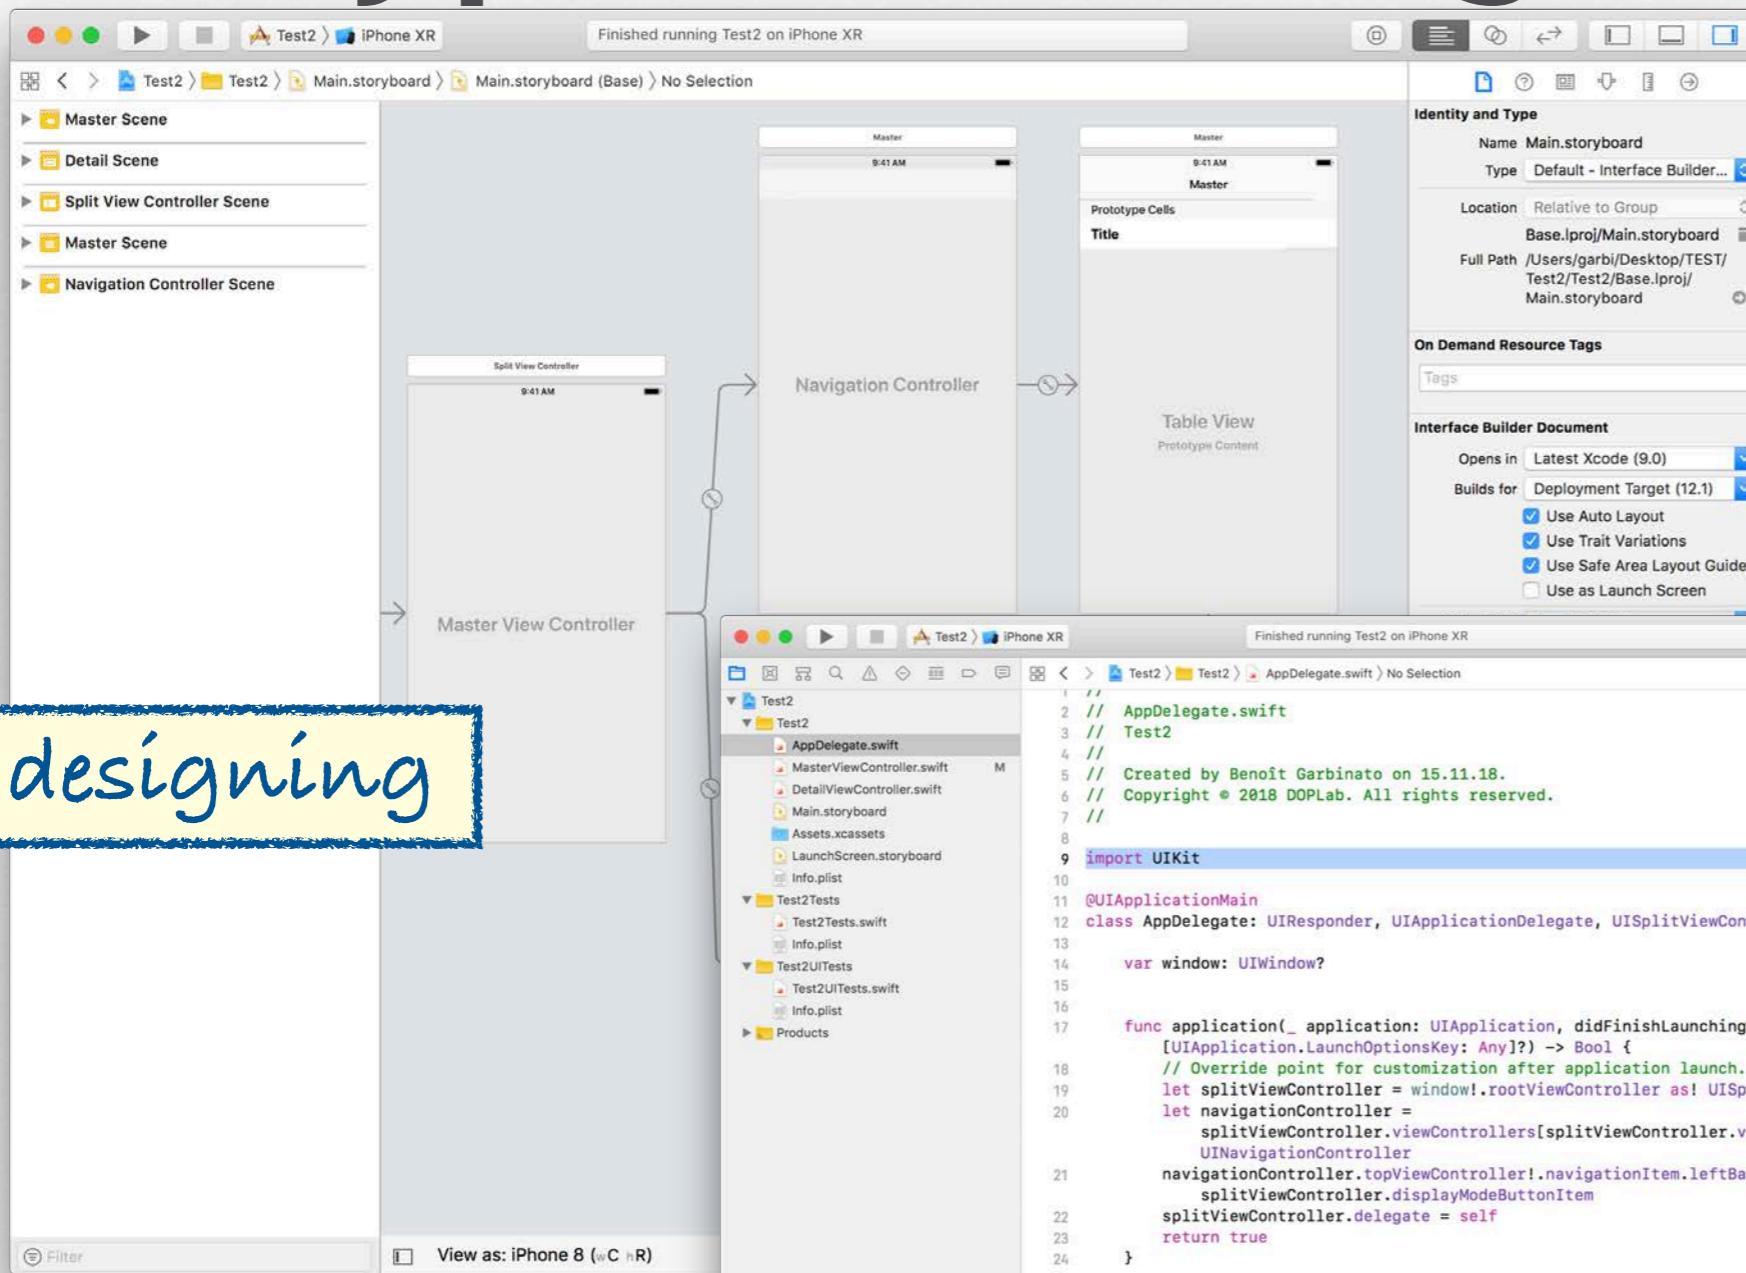 Test2 〉 iPhone XR
Finished running Test2 on iPhone XR
Test2 〉 Test2 〉 Main.storyboard 〉 Main.storyboard (Base) 〉 No Selection
Master Scene
Detail Scene
Split View Controller Scene
Master Scene
Navigation Controller Scene
Filter
Split View Controller
9:41 AM
Master View Controller
Master
9:41 AM
Navigation Controller
Master
9:41 AM
Master
Prototype Cells
Title
Table View
Prototype Content
View as: iPhone 8 (wC hR)
Identity and Type
Name Main.storyboard
Type Default - Interface Builder...
Location Relative to Group
Base.lproj/Main.storyboard
Full Path /Users/garbi/Desktop/TEST/
Test2/Test2/Base.lproj/
Main.storyboard
On Demand Resource Tags
Tags
Interface Builder Document
Opens in Latest Xcode (9.0)
Builds for Deployment Target (12.1)
Use Auto Layout
Use Trait Variations
Use Safe Area Layout Guide
Use as Launch Screen
designing
Test2 〉 iPhone XR
Finished running Test2 on iPhone XR
Test2 〉 Test2 〉 AppDelegate.swift 〉 No Selection
Test2
Test2
AppDelegate.swift
MasterViewController.swift M
DetailViewController.swift
Main.storyboard
Assets.xcassets
LaunchScreen.storyboard
Info.plist
Test2Tests
Test2Tests.swift
Info.plist
Test2UITests
Test2UITests.swift
Info.plist
Products
1 //
2 // AppDelegate.swift
3 // Test2
4 //
5 // Created by Benoît Garbinato on 15.11.18.
6 // Copyright © 2018 DOPLab. All rights reserved.
7 //
8
9 import UIKit
10
11 @UIApplicationMain
12 class AppDelegate: UIResponder, UIApplicationDelegate, UISplitViewCon
13
14 var window: UIWindow?
15
16
17 func application(_ application: UIApplication, didFinishLaunching
[UIApplication.LaunchOptionsKey: Any]?) -> Bool {
18 // Override point for customization after application launch.
19 let splitViewController = window!.rootViewController as! UISp
20 let navigationController =
splitViewController.viewControllers[splitViewController.v
UINavigationController
21 navigationController.topViewController!.navigationItem.leftBa
splitViewController.displayModeButtonItem
22 splitViewController.delegate = self
23 return true
24 }